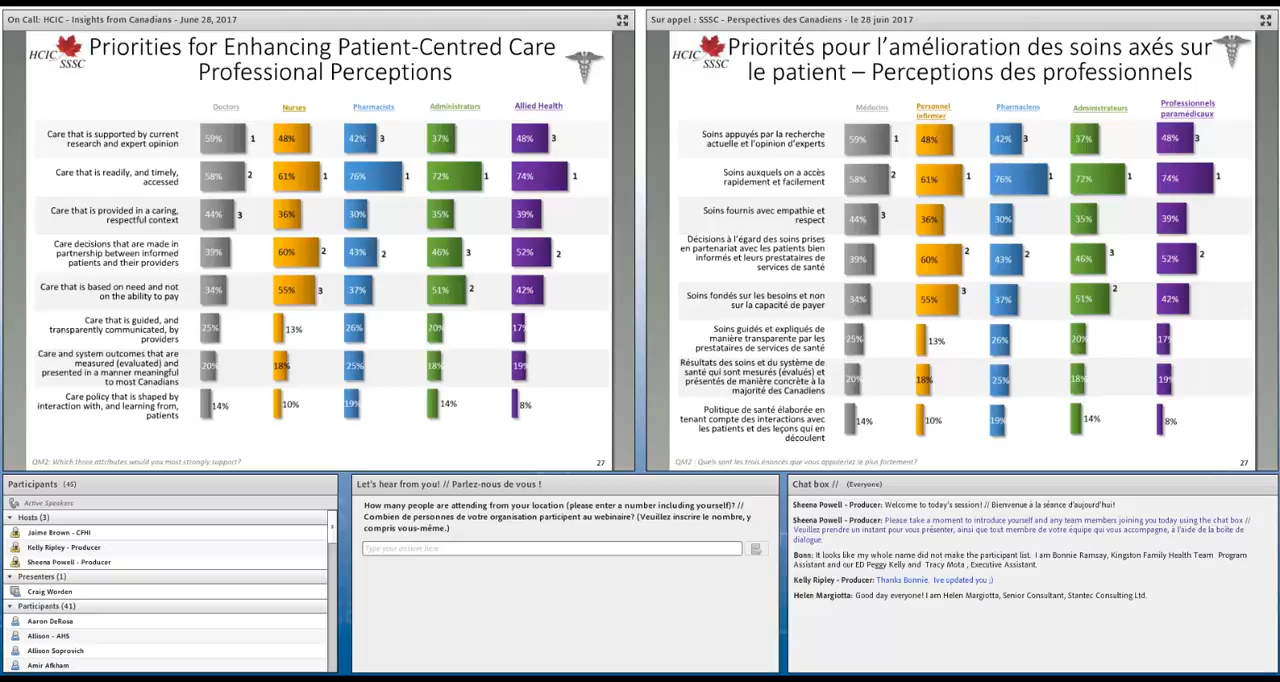 On Call: HCIC - Insights from Canadians - June 28, 2017
HCIC
SSSC
Priorities for Enhancing Patient-Centred Care
Professional Perceptions
Doctors Nurses Pharmacists Administrators Allied Health
Care that is supported by current
research and expert opinion
59% 1 48% 42% 3 37% 48% 3
Care that is readily, and timely,
accessed
58% 2 61% 1 76% 1 72% 1 74% 1
Care that is provided in a caring,
respectful context
44% 3 36% 30% 35% 39%
Care decisions that are made in
partnership between informed
patients and their providers
39% 60% 2 43% 2 46% 3 52% 2
Care that is based on need and not
on the ability to pay
34% 55% 3 37% 51% 2 42%
Care that is guided, and
transparently communicated, by
providers
25% 13% 26% 20% 17%
Care and system outcomes that are
measured (evaluated) and
presented in a manner meaningful
to most Canadians
20% 18% 25% 18% 19%
Care policy that is shaped by
interaction with, and learning from,
patients
14% 10% 19% 14% 8%
QM2: Which three attributes would you most strongly support?
27
Sur appel : SSSC - Perspectives des Canadiens - le 28 juin 2017
HCIC
SSSC
Priorités pour l’amélioration des soins axés sur
le patient – Perceptions des professionnels
Médecins Personnel infirmier Pharmaciens Administrateurs Professionnels paramédicaux
Soins appuyés par la recherche
actuelle et l’opinion d’experts
59% 1 48% 42% 3 37% 48% 3
Soins auxquels on a accès
rapidement et facilement
58% 2 61% 1 76% 1 72% 1 74% 1
Soins fournis avec empathie et
respect
44% 3 36% 30% 35% 39%
Décisions à l’égard des soins prises
en partenariat avec les patients bien
informés et leurs prestataires de
services de santé
39% 60% 2 43% 2 46% 3 52% 2
Soins fondés sur les besoins et non
sur la capacité de payer
34% 55% 3 37% 51% 2 42%
Soins guidés et expliqués de
manière transparente par les
prestataires de services de santé
25% 13% 26% 20% 17%
Résultats des soins et du système de
santé qui sont mesurés (évalués) et
présentés de manière concrète à la
majorité des Canadiens
20% 18% 25% 18% 19%
Politique de santé élaborée en
tenant compte des interactions avec
les patients et des leçons qui en
découlent
14% 10% 19% 14% 8%
QM2 : Quels sont les trois énoncés que vous appuieriez le plus fortement?
27
Participants (45)
Active Speakers
Hosts (3)
Jaime Brown - CFHI
Kelly Ripley - Producer
Sheena Powell - Producer
Presenters (1)
Craig Worden
Participants (41)
Aaron DeRosa
Allison - AHS
Allison Soprovich
Amir Afkham
Let's hear from you! // Parlez-nous de vous !
How many people are attending from your location (please enter a number including yourself)? //
Combien de personnes de votre organisation participent au webinaire? (Veuillez inscrire le nombre, y
compris vous-même.)
Type your answer here
Chat box // (Everyone)
Sheena Powell - Producer: Welcome to today's session! // Bienvenue à la séance d'aujourd'hui!
Sheena Powell - Producer: Please take a moment to introduce yourself and any team members joining you today using the chat box //
Veuillez prendre un instant pour vous présenter, ainsi que tout membre de votre équipe qui vous accompagne, à l'aide de la boîte de
dialogue.
Bonn: It looks like my whole name did not make the participant list. I am Bonnie Ramsay, Kingston Family Health Team Program
Assistant and our ED Peggy Kelly and Tracy Mota , Executive Assistant.
Kelly Ripley - Producer: Thanks Bonnie. Ive updated you ;)
Helen Margiotta: Good day everyone! I am Helen Margiotta, Senior Consultant, Stantec Consulting Ltd.